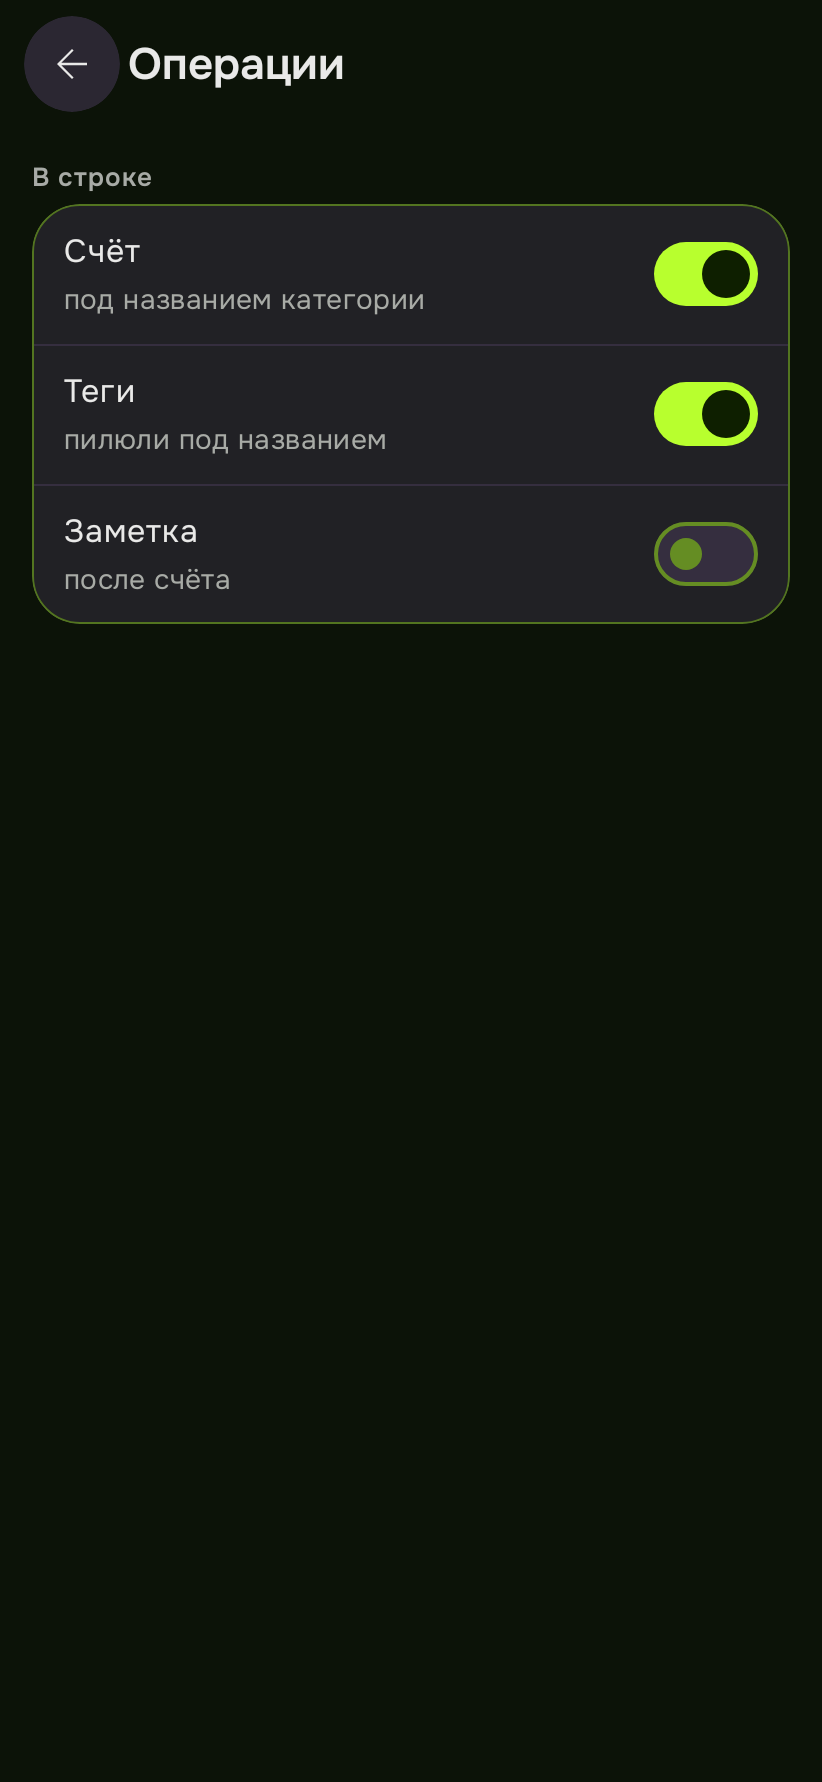 Операции
В строке
Счёт
под названием категории
Теги
пилюли под названием
Заметка
после счёта